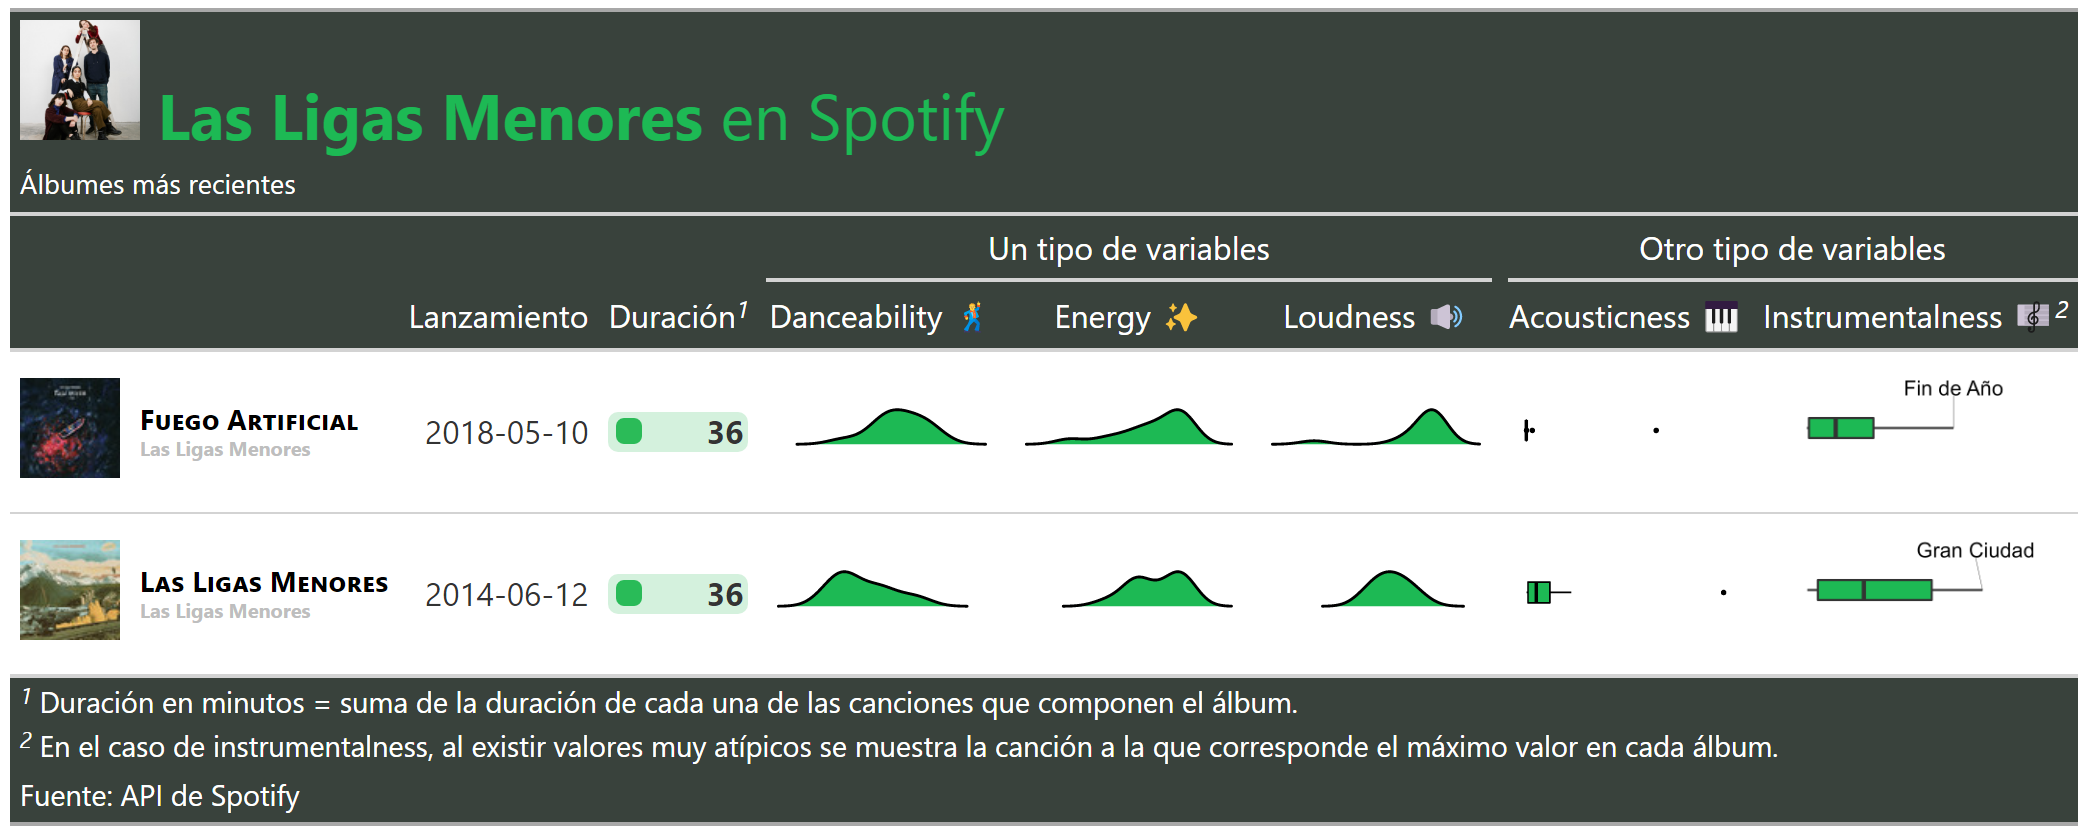 Las Ligas Menores en Spotify
Álbumes más recientes
Un tipo de variables Otro tipo de variables
Lanzamiento Duración1 Danceability Energy Loudness Acousticness Instrumentalness 2
Fin de Año
Fuego Artificial
Las Ligas Menores
2018-05-10 36
Gran Ciudad
Las Ligas Menores
Las Ligas Menores
2014-06-12 36
1 Duración en minutos = suma de la duración de cada una de las canciones que componen el álbum.
2 En el caso de instrumentalness, al existir valores muy atípicos se muestra la canción a la que corresponde el máximo valor en cada álbum.
Fuente: API de Spotify